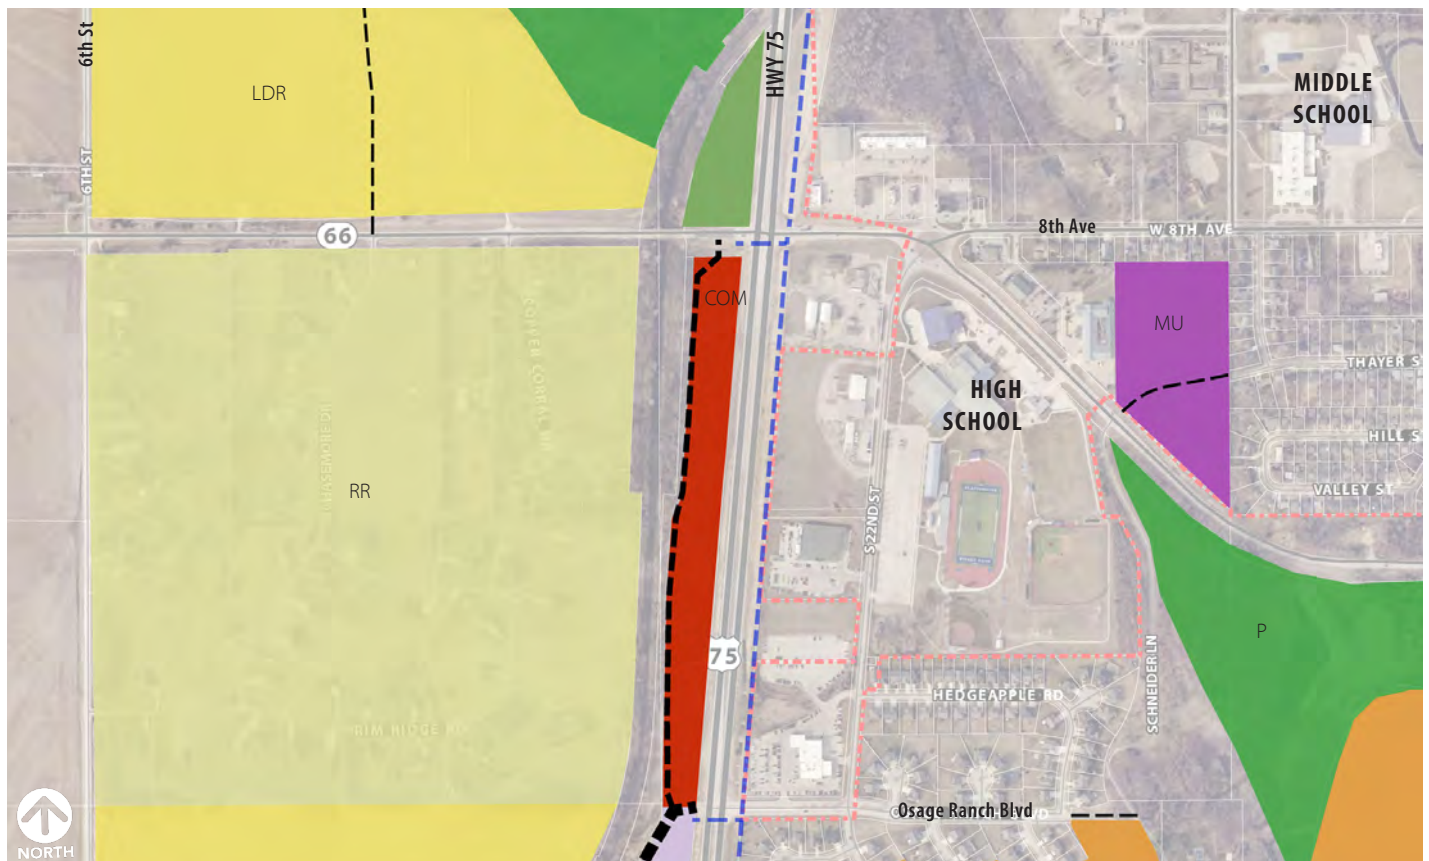 6th St
HWY 75
LDR
MIDDLE
SCHOOL
6TH ST
8th Ave
W 8TH AVE
66
COM
MU
THAYER S
HIGH
SCHOOL
HILL S
RR
VALLEY ST
S 22ND ST
P
75
SCHNEIDER LN
HEDGEAPPLE RD
RIM RIDGE RD
Osage Ranch Blvd
NORTH